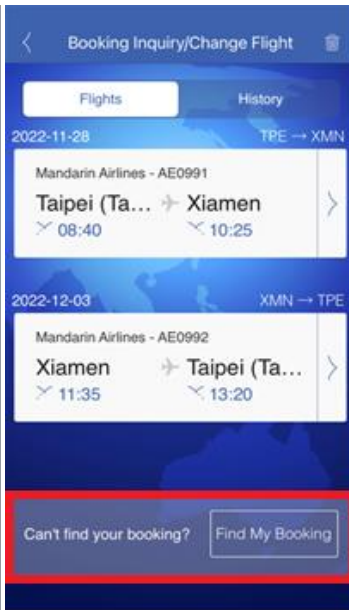 Booking Inquiry/Change Flight
Flights History
2022-11-28 TPE → XMN
Mandarin Airlines - AE0991
Taipei (Ta... Xiamen
08:40 10:25
2022-12-03 XMN → TPE
Mandarin Airlines - AE0992
Xiamen Taipei (Ta...
11:35 13:20
Can't find your booking? Find My Booking